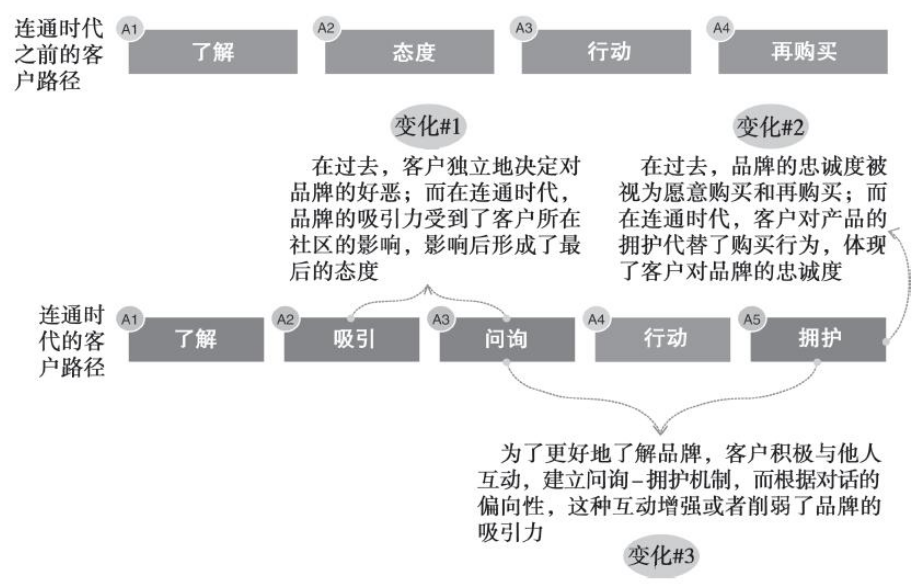 连通时代
之前的客
户路径
A1
了解
A2
态度
A3
行动
A4
再购买
变化#1
在过去，客户独立地决定对
品牌的好恶；而在连通时代，
品牌的吸引力受到了客户所在
社区的影响，影响后形成了最
后的态度
变化#2
在过去，品牌的忠诚度被
视为愿意购买和再购买；而
在连通时代，客户对产品的
拥护代替了购买行为，体现
了客户对品牌的忠诚度
连通时
代的客
户路径
A1
了解
A2
吸引
A3
问询
A4
行动
A5
拥护
为了更好地了解品牌，客户积极与他人
互动，建立问询-拥护机制，而根据对话的
偏向性，这种互动增强或者削弱了品牌的
吸引力
变化#3